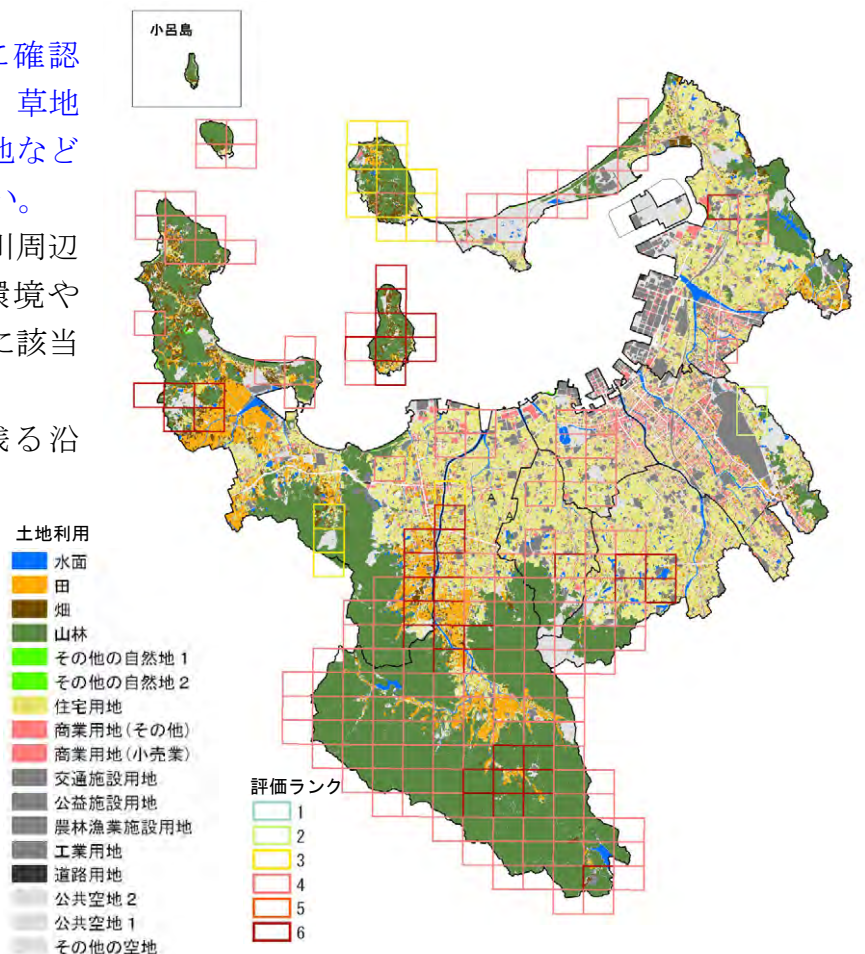 に確認
草地
地など
い。
川周辺
環境や
に該当
残る沿
小呂島
土地利用
水面
田
畑
山林
その他の自然地1
その他の自然地2
住宅用地
商業用地(その他)
商業用地(小売業)
交通施設用地
公益施設用地
農林漁業施設用地
工業用地
道路用地
公共空地2
公共空地1
その他の空地
評価ランク
1
2
3
4
5
6